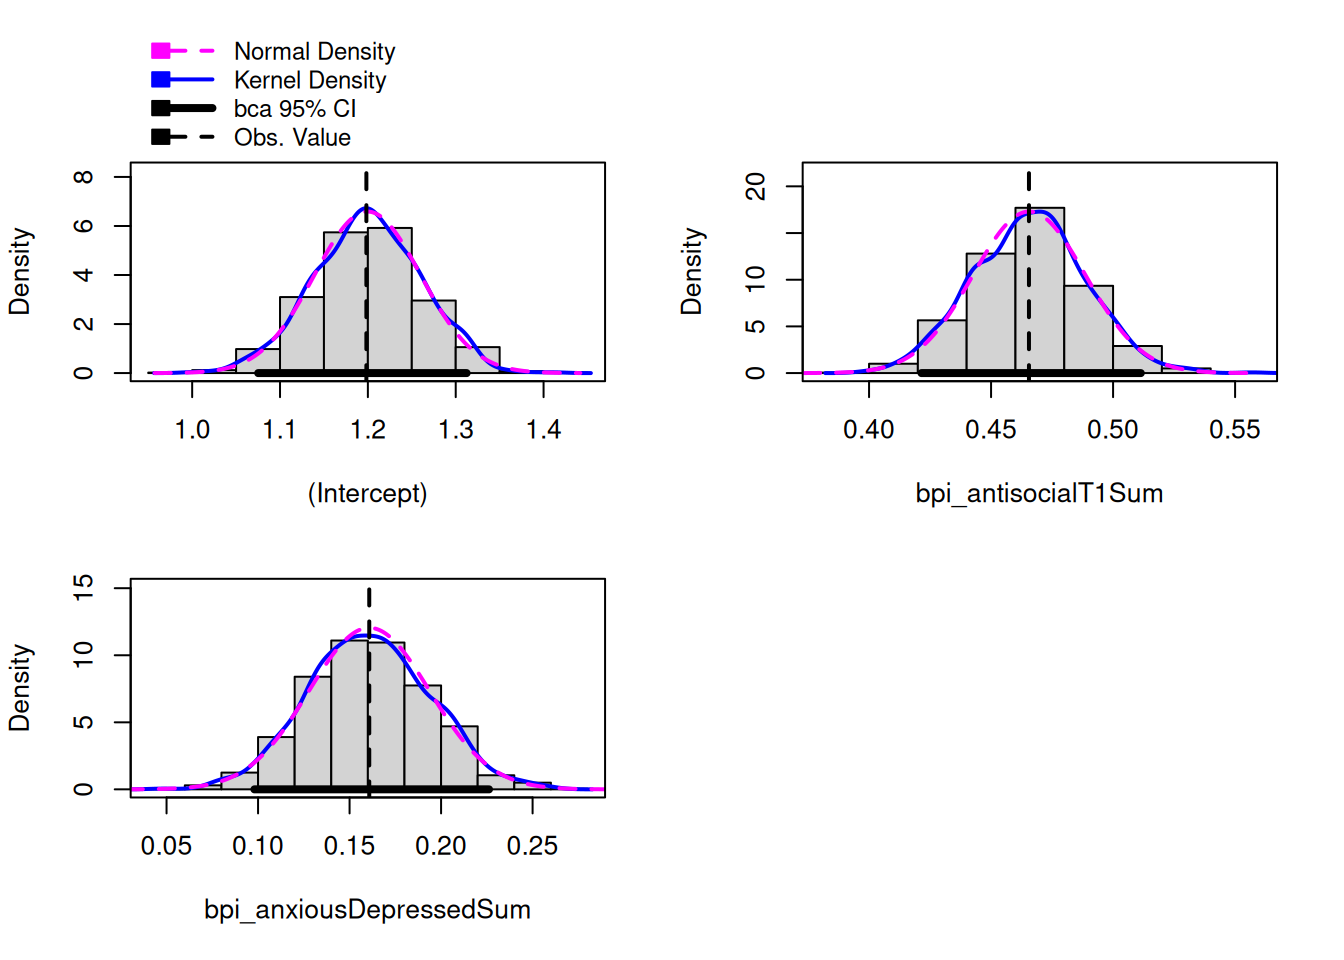 Normal Density
Kernel Density
bca 95% CI
Obs. Value
Density
0 2 4 6 8
1.0 1.1 1.2 1.3 1.4
(Intercept)
Density
0 5 10 20
0.40 0.45 0.50 0.55
bpi_antisocialT1Sum
Density
0 5 10 15
0.05 0.10 0.15 0.20 0.25
bpi_anxiousDepressedSum